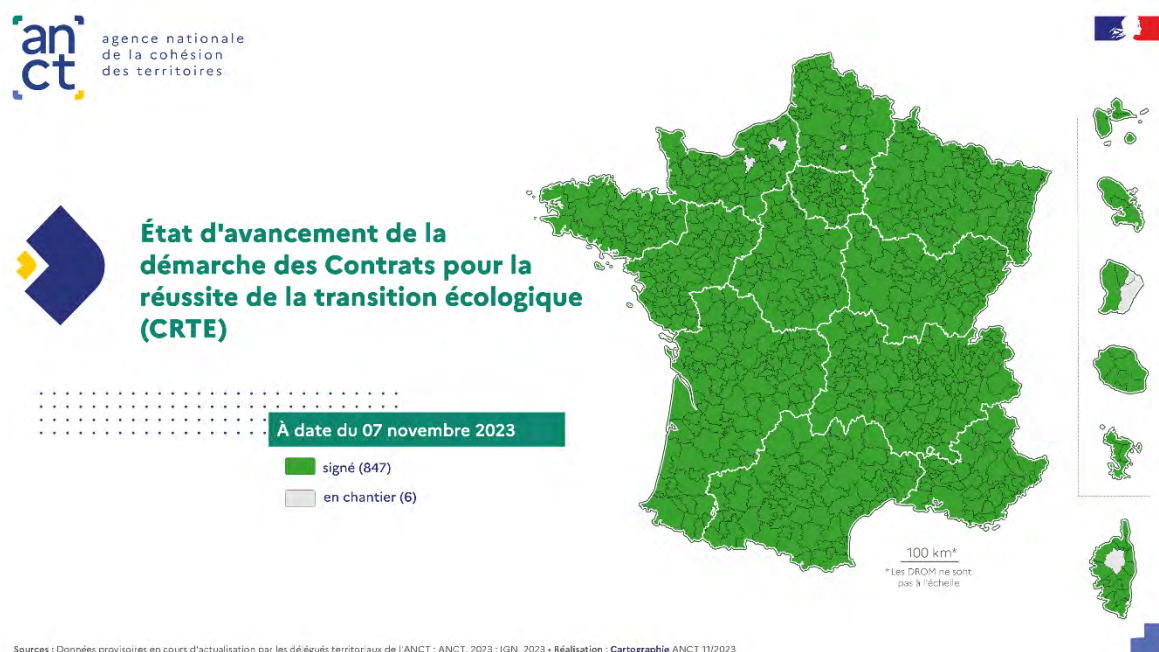 anct
agence nationale
de la cohésion
des territoires
État d'avancement de la
démarche des Contrats pour la
réussite de la transition écologique
(CRTE)
À date du 07 novembre 2023
signé (847)
en chantier (6)
100 km*
*Les DROM ne sont
pas à l'échelle
Sources : Données provisoires en cours d'actualisation par les délégués territoriaux de l'ANCT ; ANCT, 2023 ; IGN, 2023 • Réalisation : Cartographie ANCT 11/2023